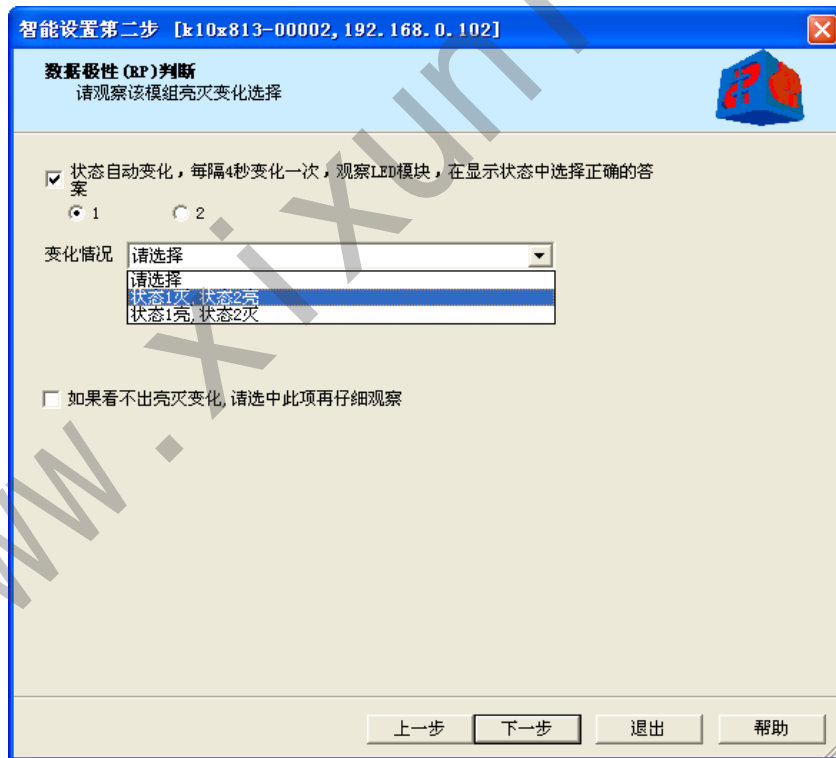 智能设置第二步 [k10x813-00002,192.168.0.102]
数据极性(RP)判断
请观察该模组亮灭变化选择
状态自动变化，每隔4秒变化一次，观察LED模块，在显示状态中选择正确的答
案
1 2
变化情况 请选择
请选择
状态1灭,状态2亮
状态1亮,状态2灭
如果看不出亮灭变化,请选中此项再仔细观察
上一步 下一步 退出 帮助